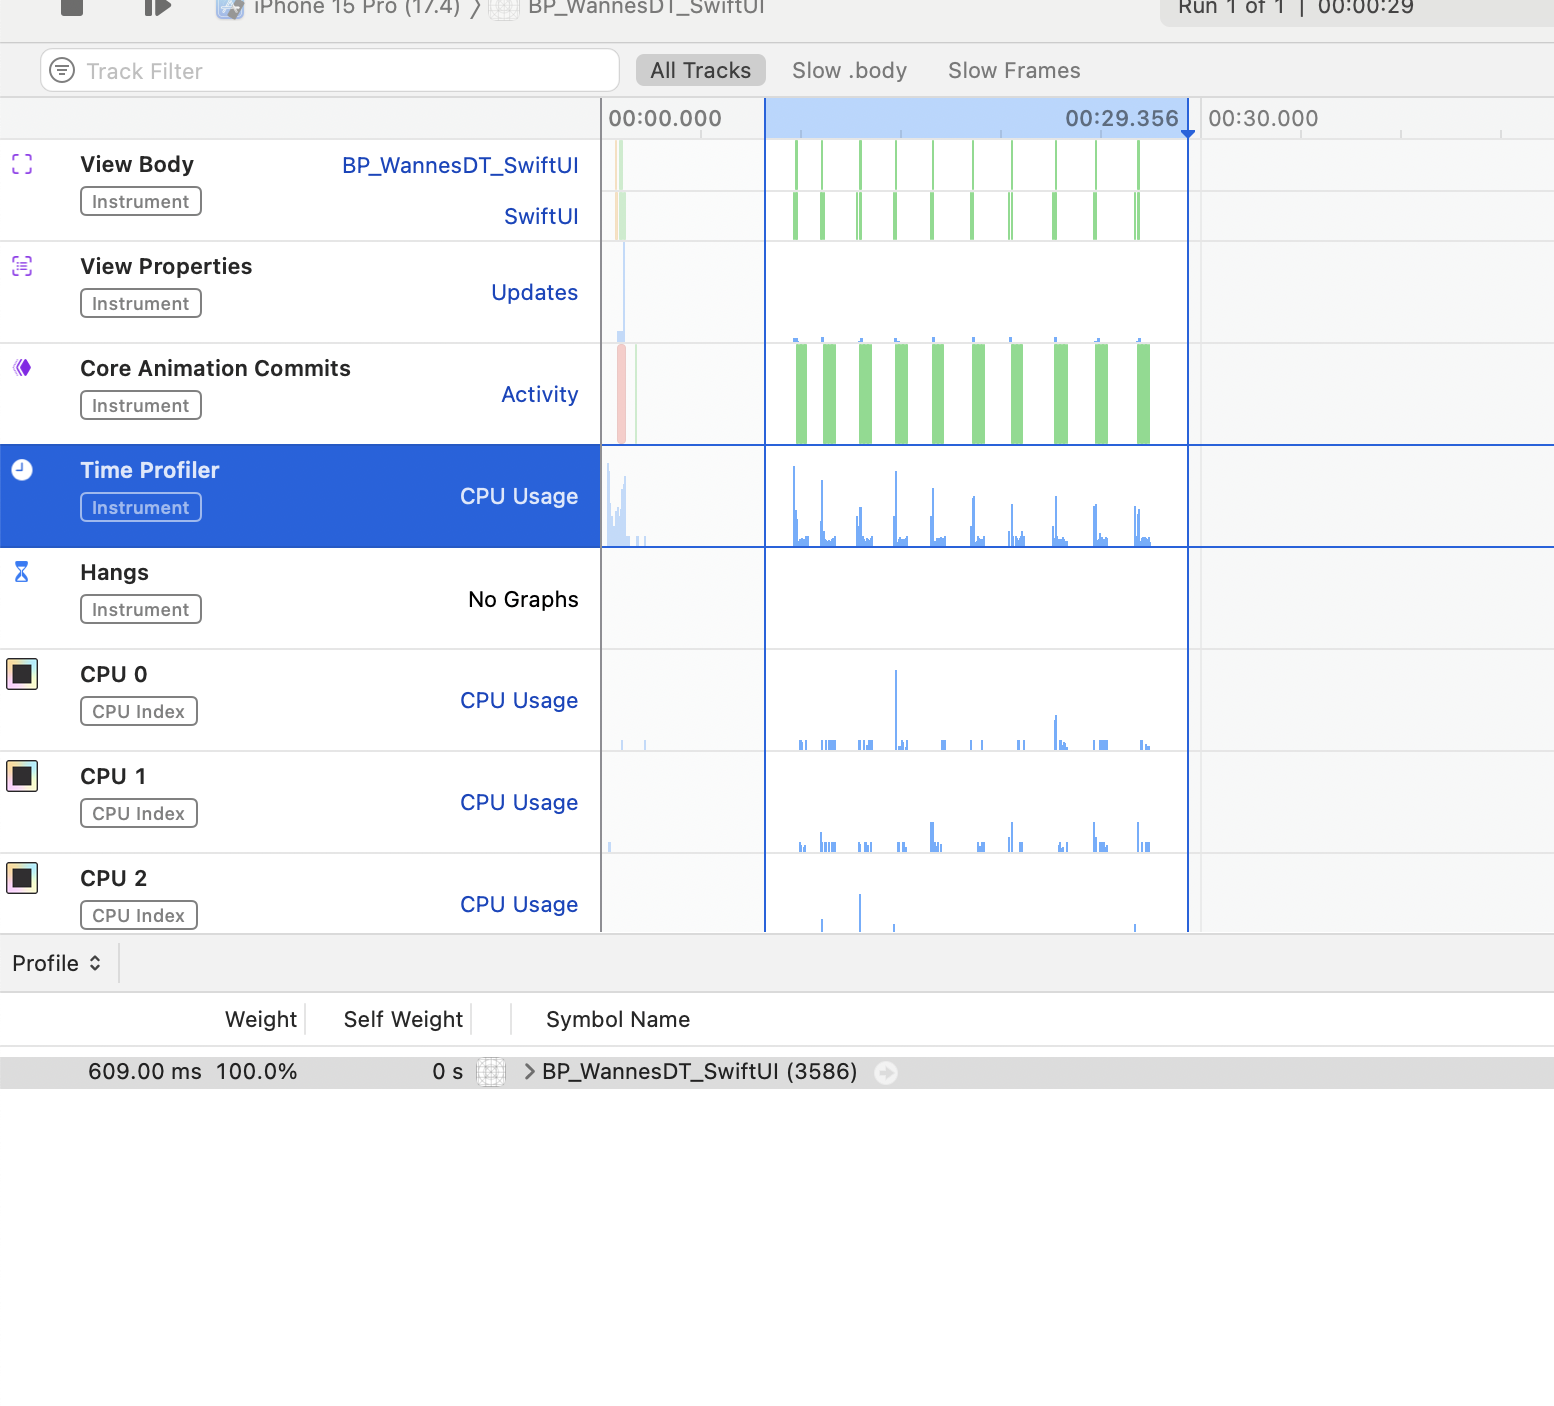 iPhone 15 Pro (17.4) BP_WannesDT_SwiftUI Run 1 of 1 | 00:00:29
Track Filter All Tracks Slow .body Slow Frames
00:00.000 00:29.356 00:30.000
View Body BP_WannesDT_SwiftUI
Instrument
SwiftUI
View Properties
Instrument Updates
Core Animation Commits
Instrument Activity
Time Profiler
Instrument CPU Usage
Hangs
Instrument No Graphs
CPU 0
CPU Index CPU Usage
CPU 1
CPU Index CPU Usage
CPU 2
CPU Index CPU Usage
Profile
Weight Self Weight Symbol Name
609.00 ms 100.0% 0 s BP_WannesDT_SwiftUI (3586)